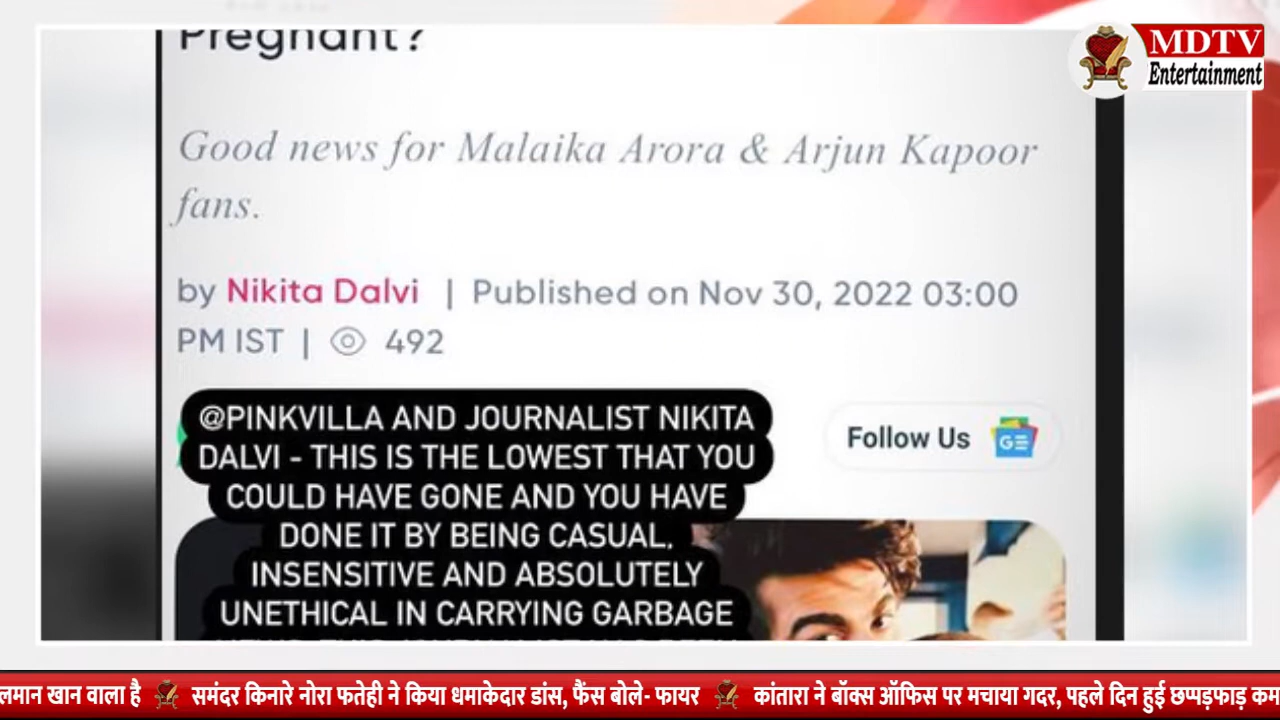 MDTV
Entertainment
Pregnant?
Good news for Malaika Arora & Arjun Kapoor
fans.
by Nikita Dalvi | Published on Nov 30, 2022 03:00
PM IST | 492
@PINKVILLA AND JOURNALIST NIKITA
DALVI - THIS IS THE LOWEST THAT YOU
COULD HAVE GONE AND YOU HAVE
DONE IT BY BEING CASUAL,
INSENSITIVE AND ABSOLUTELY
UNETHICAL IN CARRYING GARBAGE
Follow Us
GE
लमान खान वाला है समंदर किनारे नोरा फतेही ने किया धमाकेदार डांस, फैंस बोले- फायर कांतारा ने बॉक्स ऑफिस पर मचाया गदर, पहले दिन हुई छप्पड़फाड़ कम